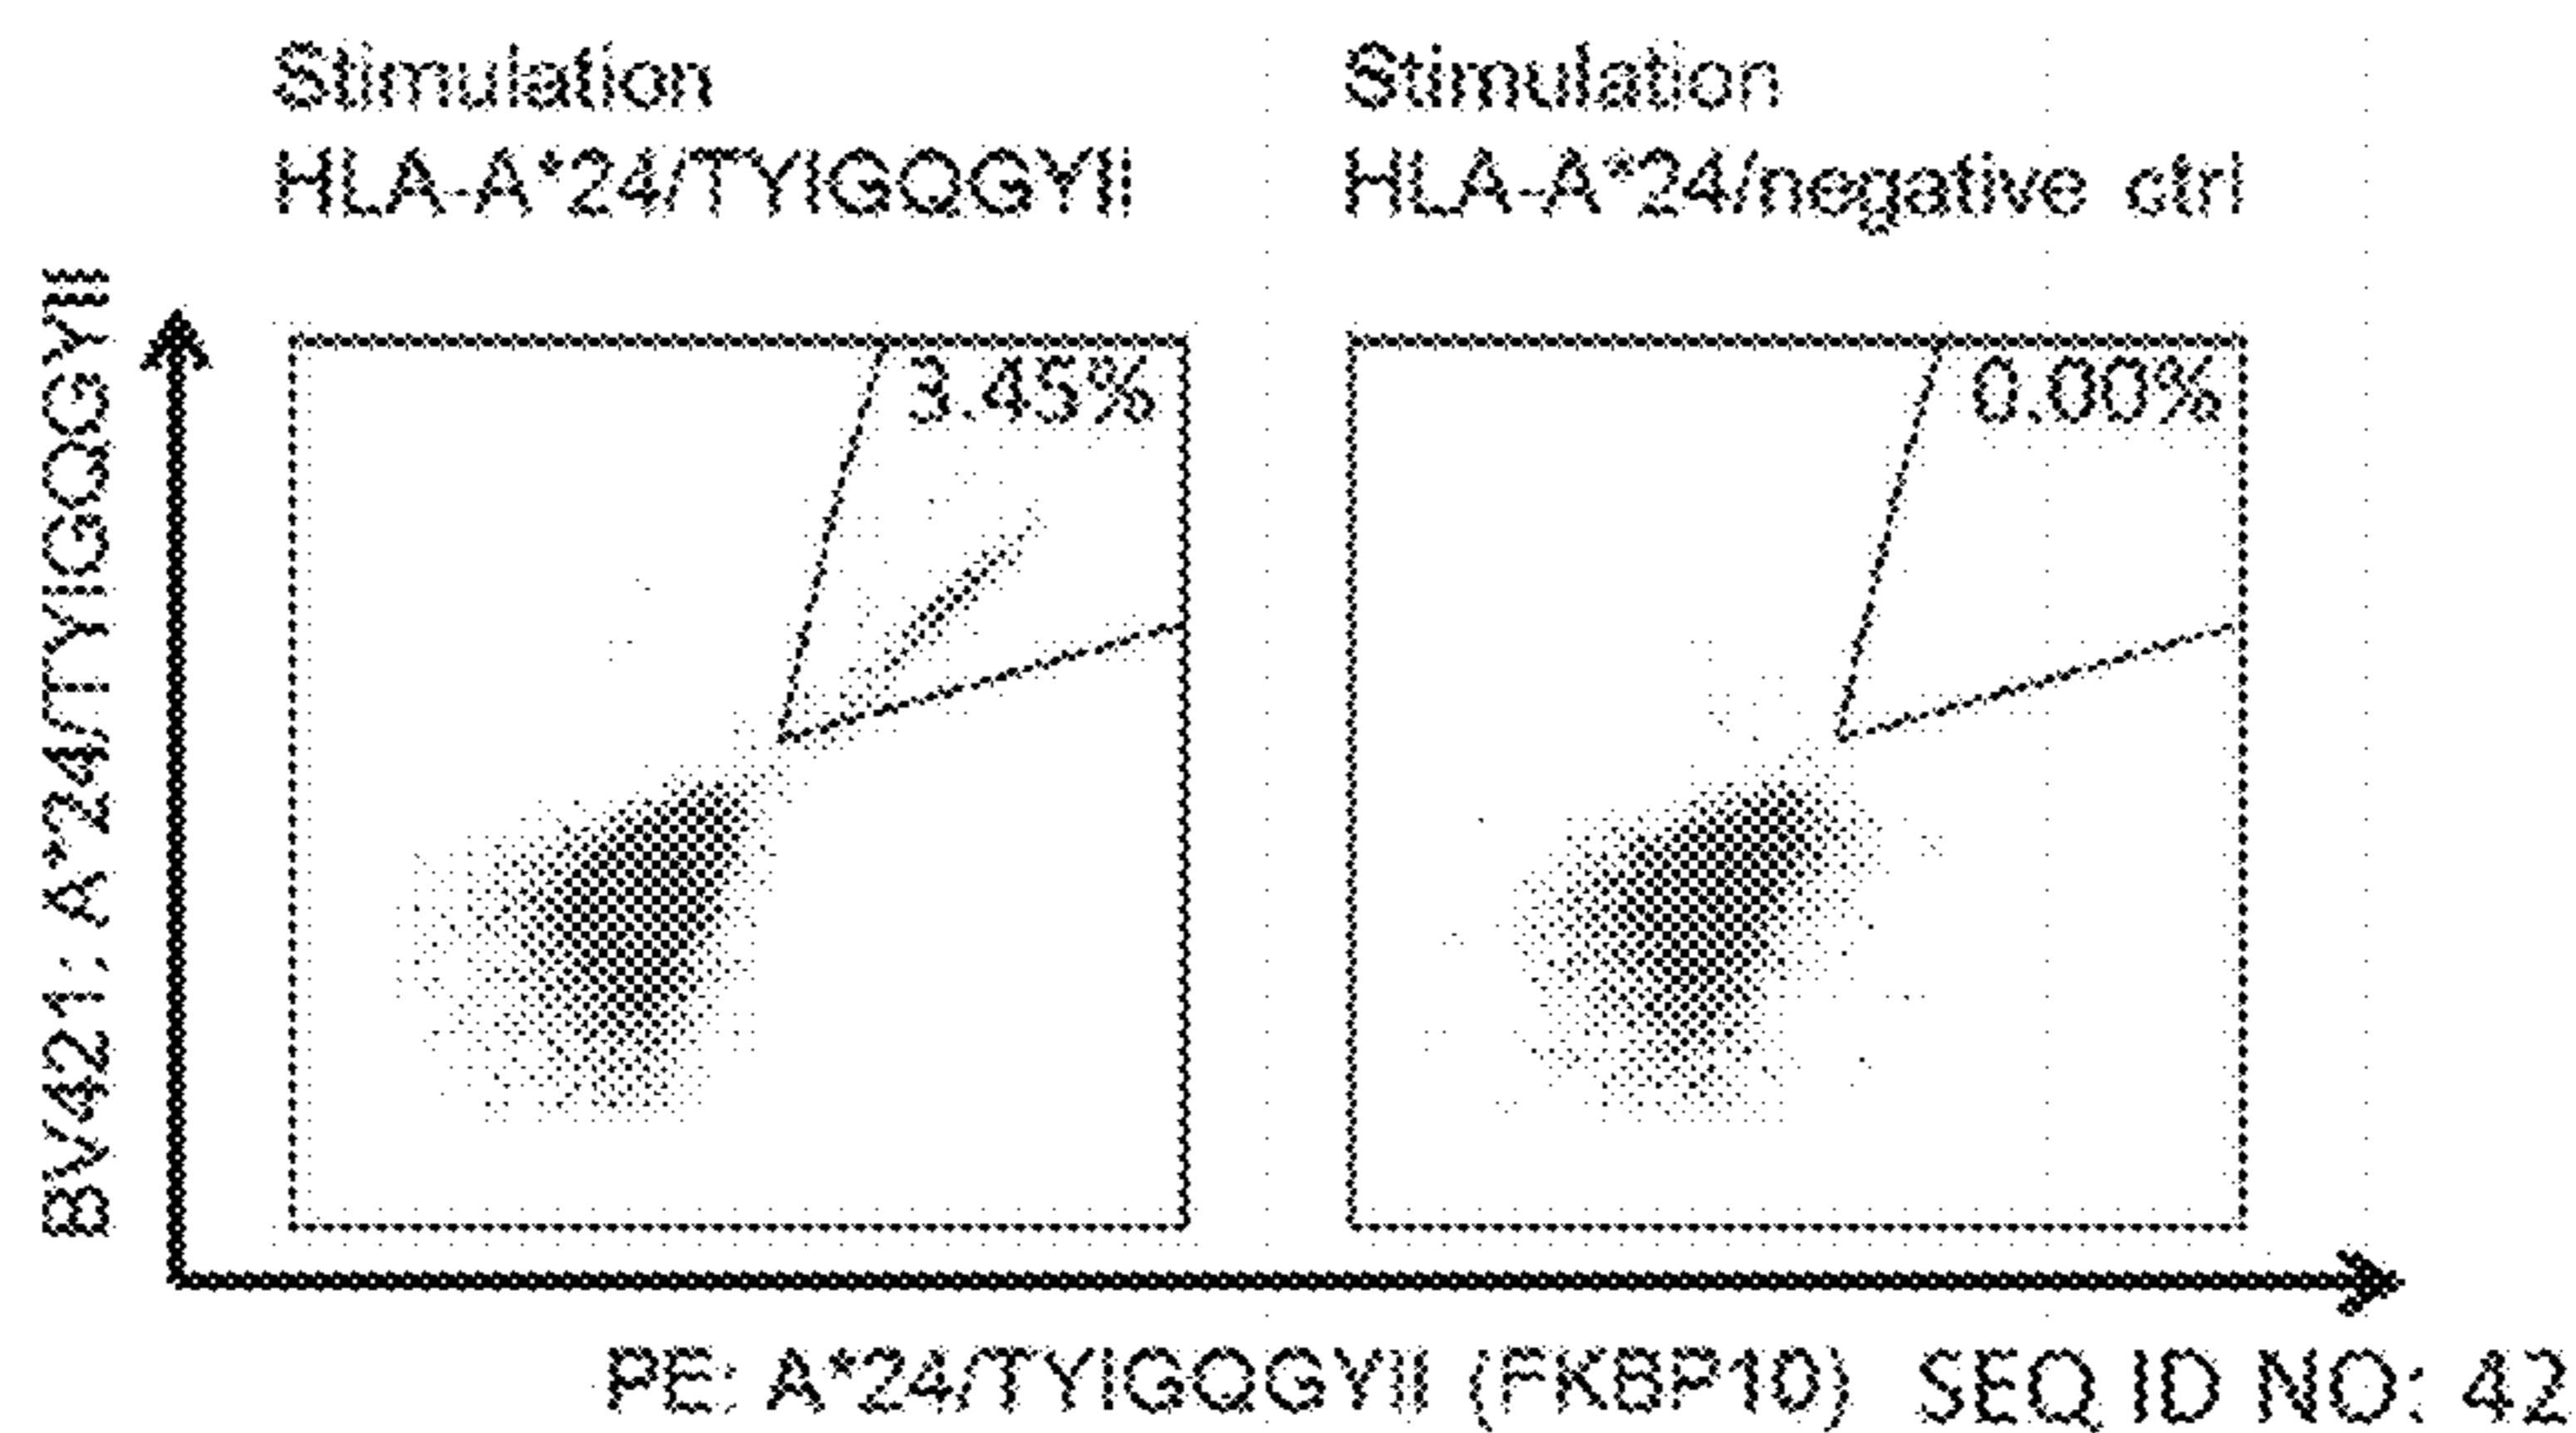 Stimulation
HLA-A*24/TYIGQGYII
Stimulation
HLA-A*24/negative ctrl
BV421: A*24/TYIGQGYII
3.45%
0.00%
PE: A*24/TYIGQGYII (FKBP10) SEQ ID NO: 42